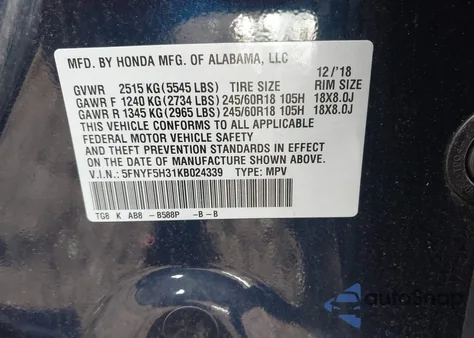 MFD. BY HONDA MFG. OF ALABAMA, LLC
12/'18
GVWR 2515 KG (5545 LBS) TIRE SIZE RIM SIZE
GAWR F 1240 KG (2734 LBS) 245/60R18 105H 18X8.0J
GAWR R 1345 KG (2965 LBS) 245/60R18 105H 18X8.0J
THIS VEHICLE CONFORMS TO ALL APPLICABLE
FEDERAL MOTOR VEHICLE SAFETY
STANDARDS IN EFFECT
ON THE DATE OF MANUFACTURE SHOWN ABOVE.
V.I.N.: 5FNYF5H31KB024339 TYPE: MPV
TG8 K AB8 -B588P -B -B
autoSnap